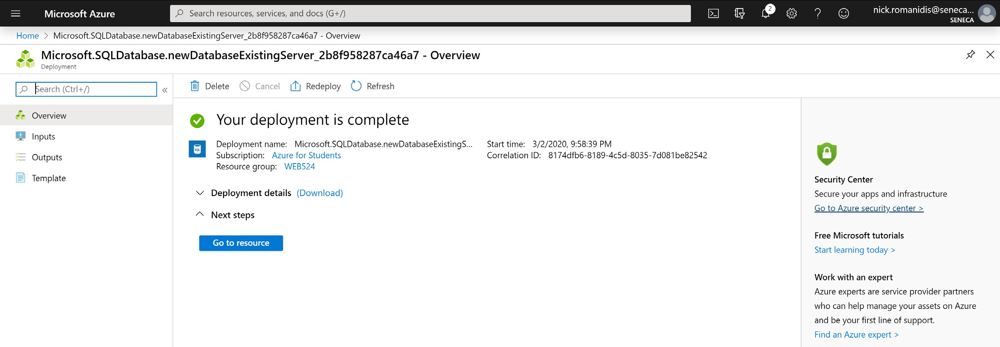 Microsoft Azure
Search resources, services, and docs (G+/)
2
nick.romanidis@seneca...
SENECA
Home > Microsoft.SQLDatabase.newDatabaseExistingServer_2b8f958287ca46a7 - Overview
Microsoft.SQLDatabase.newDatabaseExistingServer_2b8f958287ca46a7 - Overview
Deployment
Search (Ctrl+/)
«
Overview
Inputs
Outputs
Template
Delete
Cancel
Redeploy
Refresh
Your deployment is complete
SQL
Deployment name: Microsoft.SQLDatabase.newDatabaseExistingS...
Subscription: Azure for Students
Resource group: WEB524
Start time: 3/2/2020, 9:58:39 PM
Correlation ID: 8174dfb6-8189-4c5d-8035-7d081be82542
Deployment details (Download)
Next steps
Go to resource
Security Center
Secure your apps and infrastructure
Go to Azure security center >
Free Microsoft tutorials
Start learning today >
Work with an expert
Azure experts are service provider partners
who can help manage your assets on Azure
and be your first line of support.
Find an Azure expert >